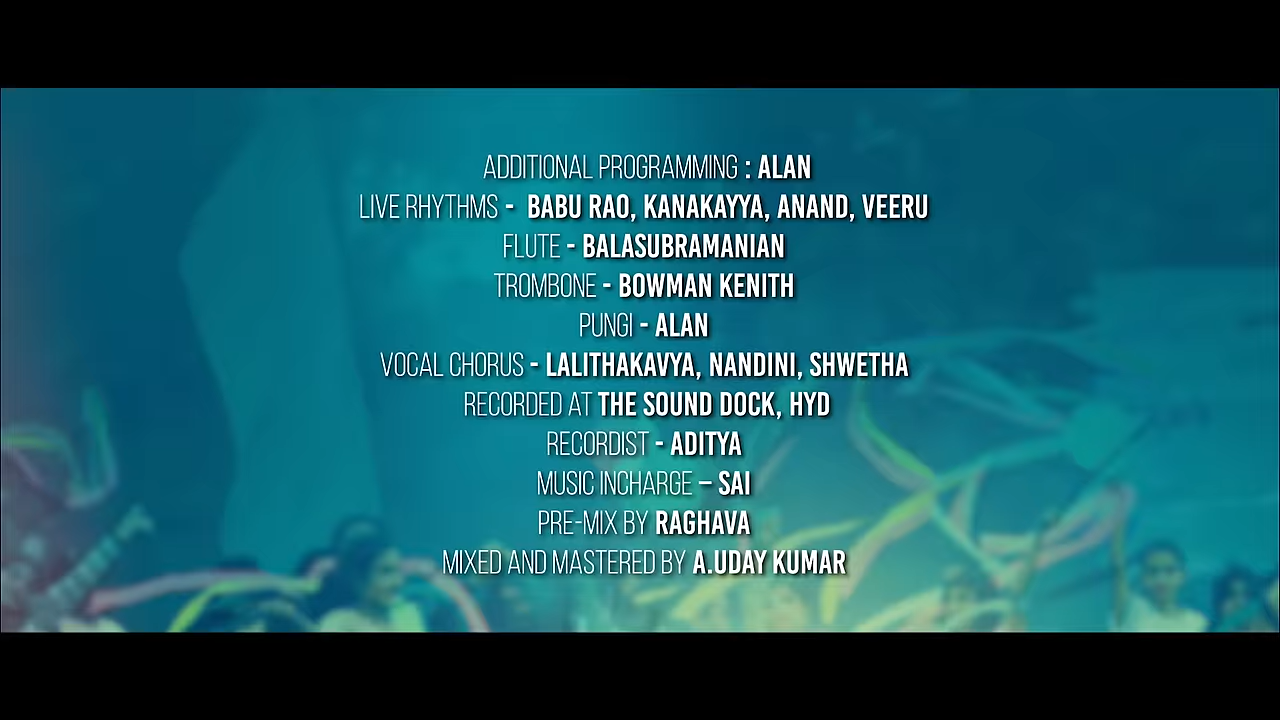 ADDITIONAL PROGRAMMING : ALAN
LIVE RHYTHMS - BABU RAO, KANAKAYYA, ANAND, VEERU
FLUTE - BALASUBRAMANIAN
TROMBONE - BOWMAN KENITH
PUNGI - ALAN
VOCAL CHORUS - LALITHAKAVYA, NANDINI, SHWETHA
RECORDED AT THE SOUND DOCK, HYD
RECORDIST - ADITYA
MUSIC INCHARGE – SAI
PRE-MIX BY RAGHAVA
MIXED AND MASTERED BY A.UDAY KUMAR